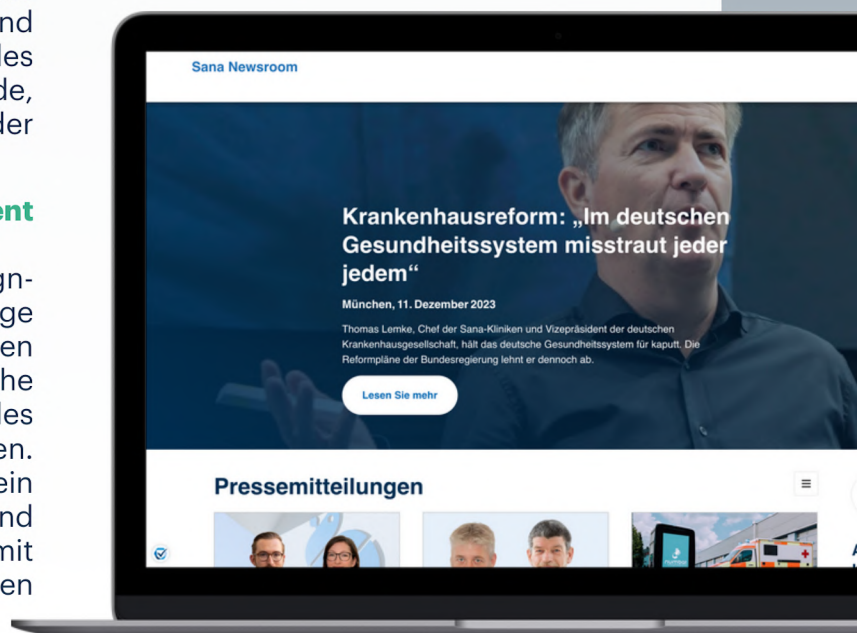 nd
les
de,
der
ent
gn-
ge
en
he
les
en.
ein
nd
mit
en
Sana Newsroom
Krankenhausreform: „Im deutschen
Gesundheitssystem misstraut jeder
jedem“
München, 11. Dezember 2023
Thomas Lemke, Chef der Sana-Kliniken und Vizepräsident der deutschen
Krankenhausgesellschaft, hält das deutsche Gesundheitssystem für kaputt. Die
Reformpläne der Bundesregierung lehnt er dennoch ab.
Lesen Sie mehr
Pressemitteilungen